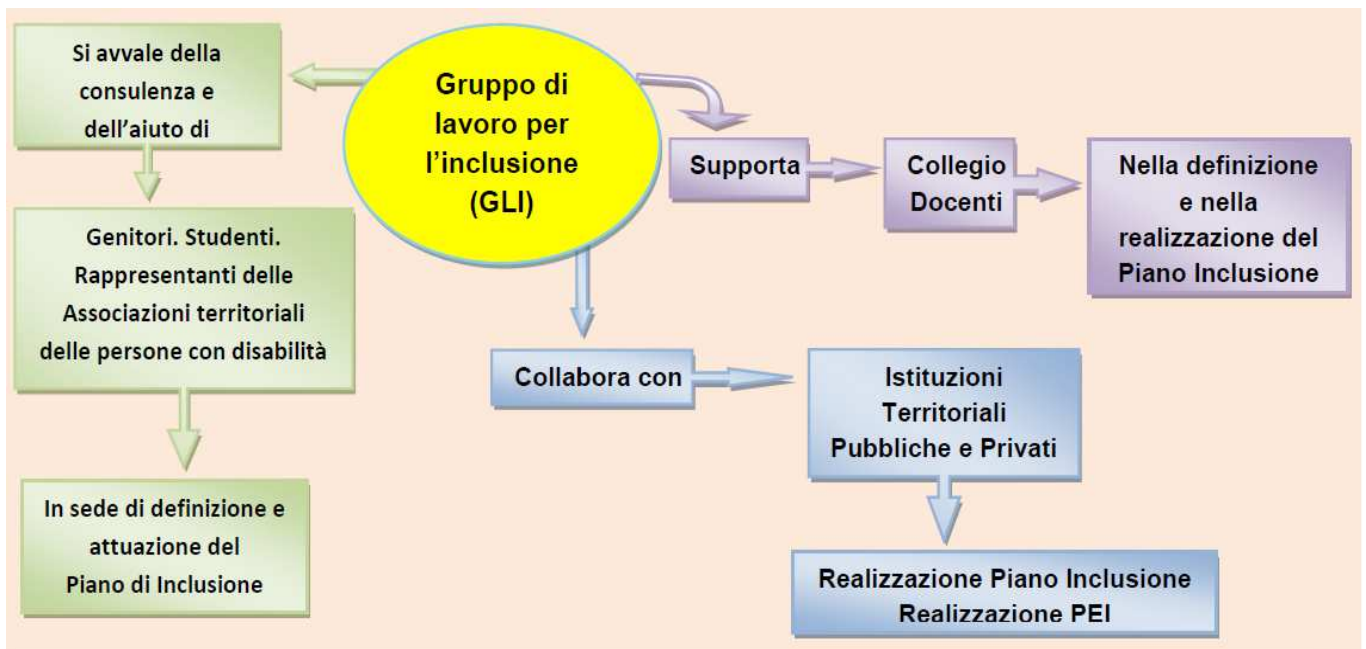 Si avvale della
consulenza e
dell'aiuto di
Genitori. Studenti.
Rappresentanti delle
Associazioni territoriali
delle persone con disabilità
In sede di definizione e
attuazione del
Piano di Inclusione
Gruppo di
lavoro per
l'inclusione
(GLI)
Supporta
Collegio
Docenti
Nella definizione
e nella
realizzazione del
Piano Inclusione
Collabora con
Istituzioni
Territoriali
Pubbliche e Privati
Realizzazione Piano Inclusione
Realizzazione PEI